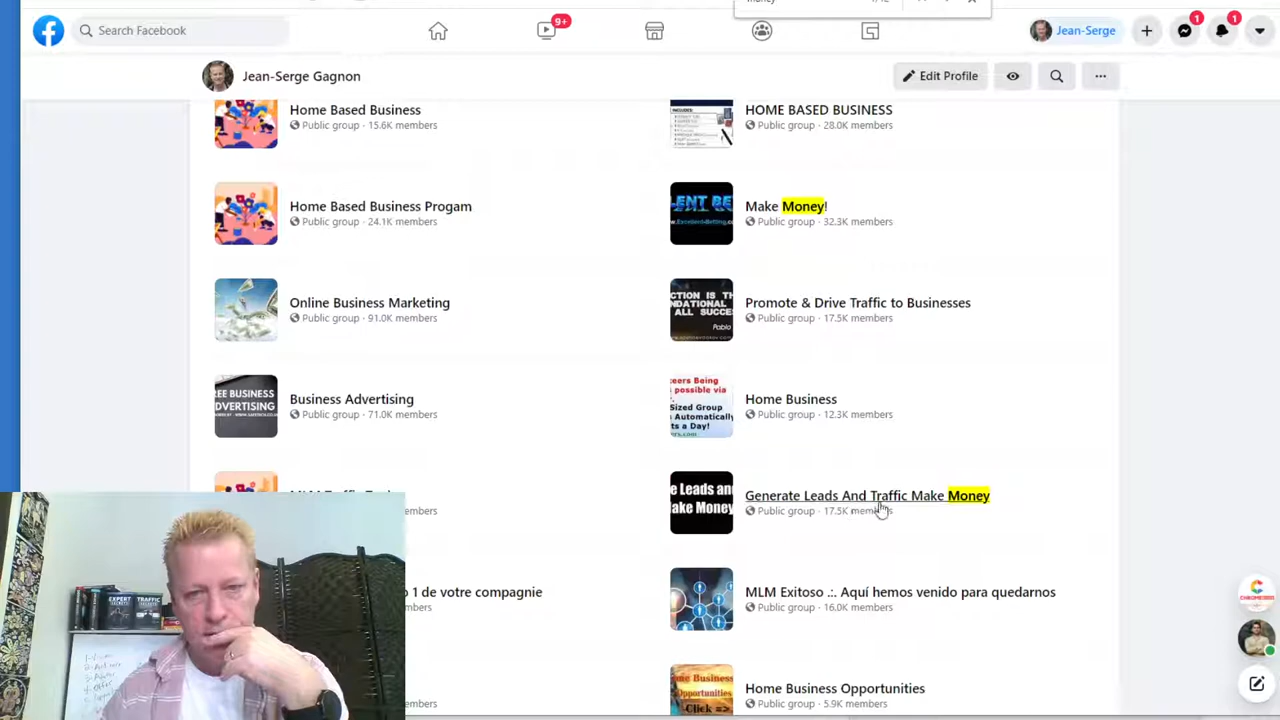 money
Search Facebook
9+
Jean-Serge
1
1
Jean-Serge Gagnon
Edit Profile
Home Based Business
Public group · 15.6K members
HOME BASED BUSINESS
Public group · 28.0K members
Home Based Business Progam
Public group · 24.1K members
Make Money!
Public group · 32.3K members
Online Business Marketing
Public group · 91.0K members
Promote & Drive Traffic to Businesses
Public group · 17.5K members
Business Advertising
Public group · 71.0K members
Home Business
Public group · 12.3K members
Generate Leads And Traffic Make Money
Public group · 17.5K members
members
1 de votre compagnie
members
MLM Exitoso .:. Aquí hemos venido para quedarnos
Public group · 16.0K members
members
Home Business Opportunities
Public group · 5.9K members